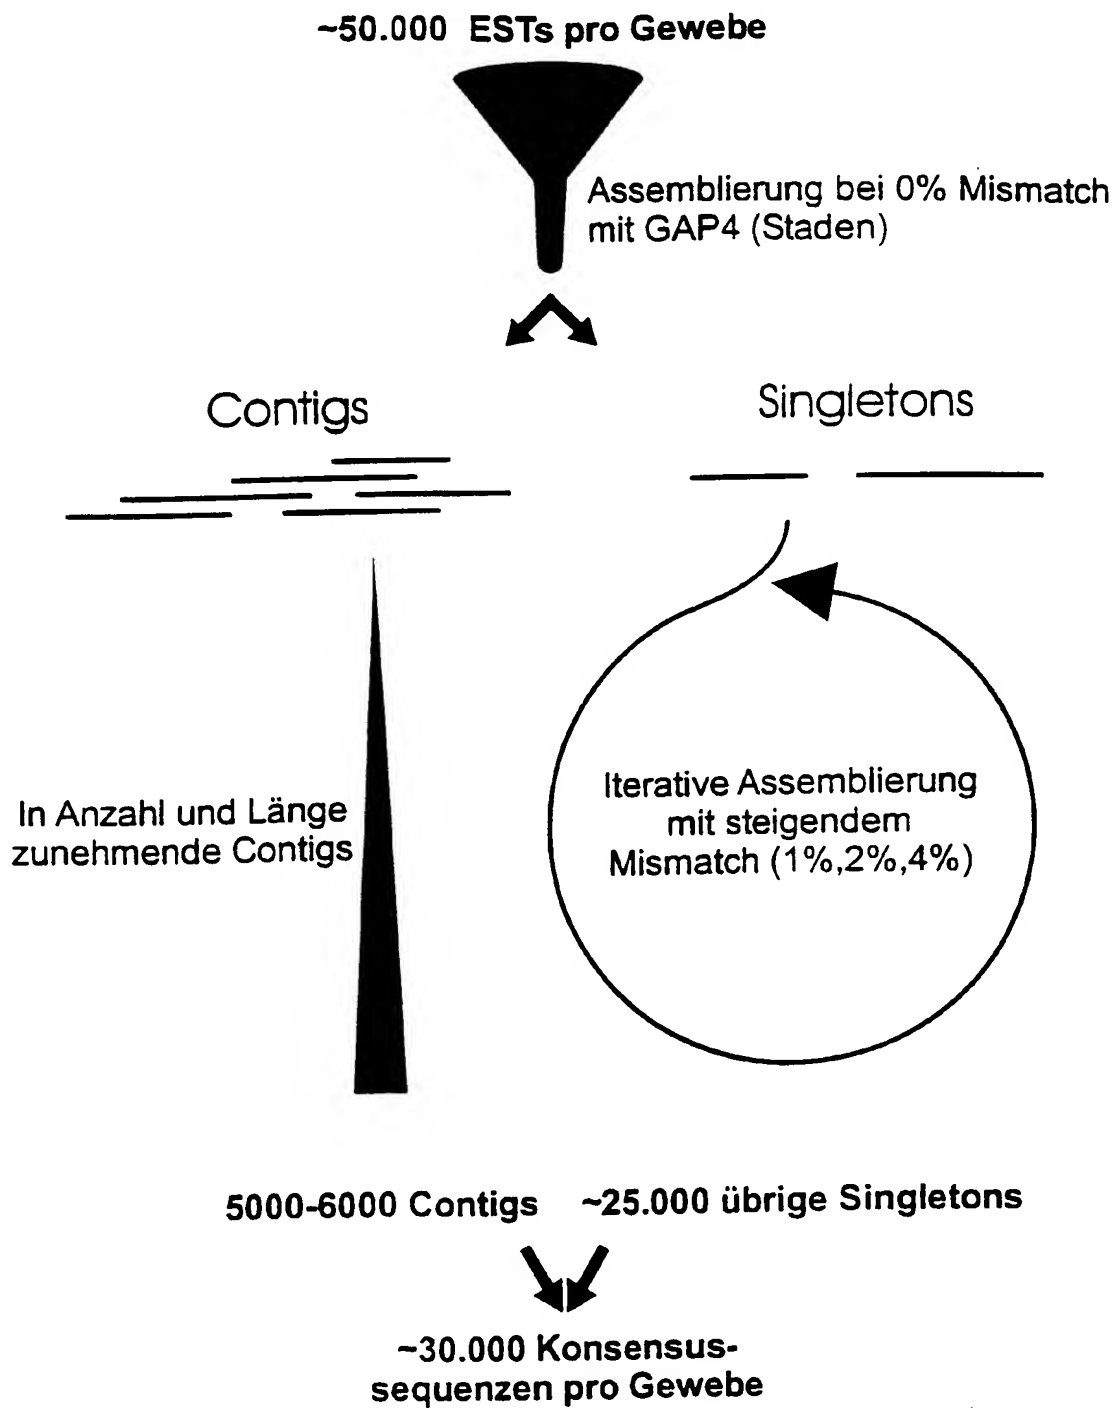 ~50.000 ESTs pro Gewebe
Assemblierung bei 0% Mismatch
mit GAP4 (Staden)
Contigs
Singletons
In Anzahl und Länge
zunehmende Contigs
Iterative Assemblierung
mit steigendem
Mismatch (1%,2%,4%)
5000-6000 Contigs
~25.000 übrige Singletons
~30.000 Konsensus-
sequenzen pro Gewebe